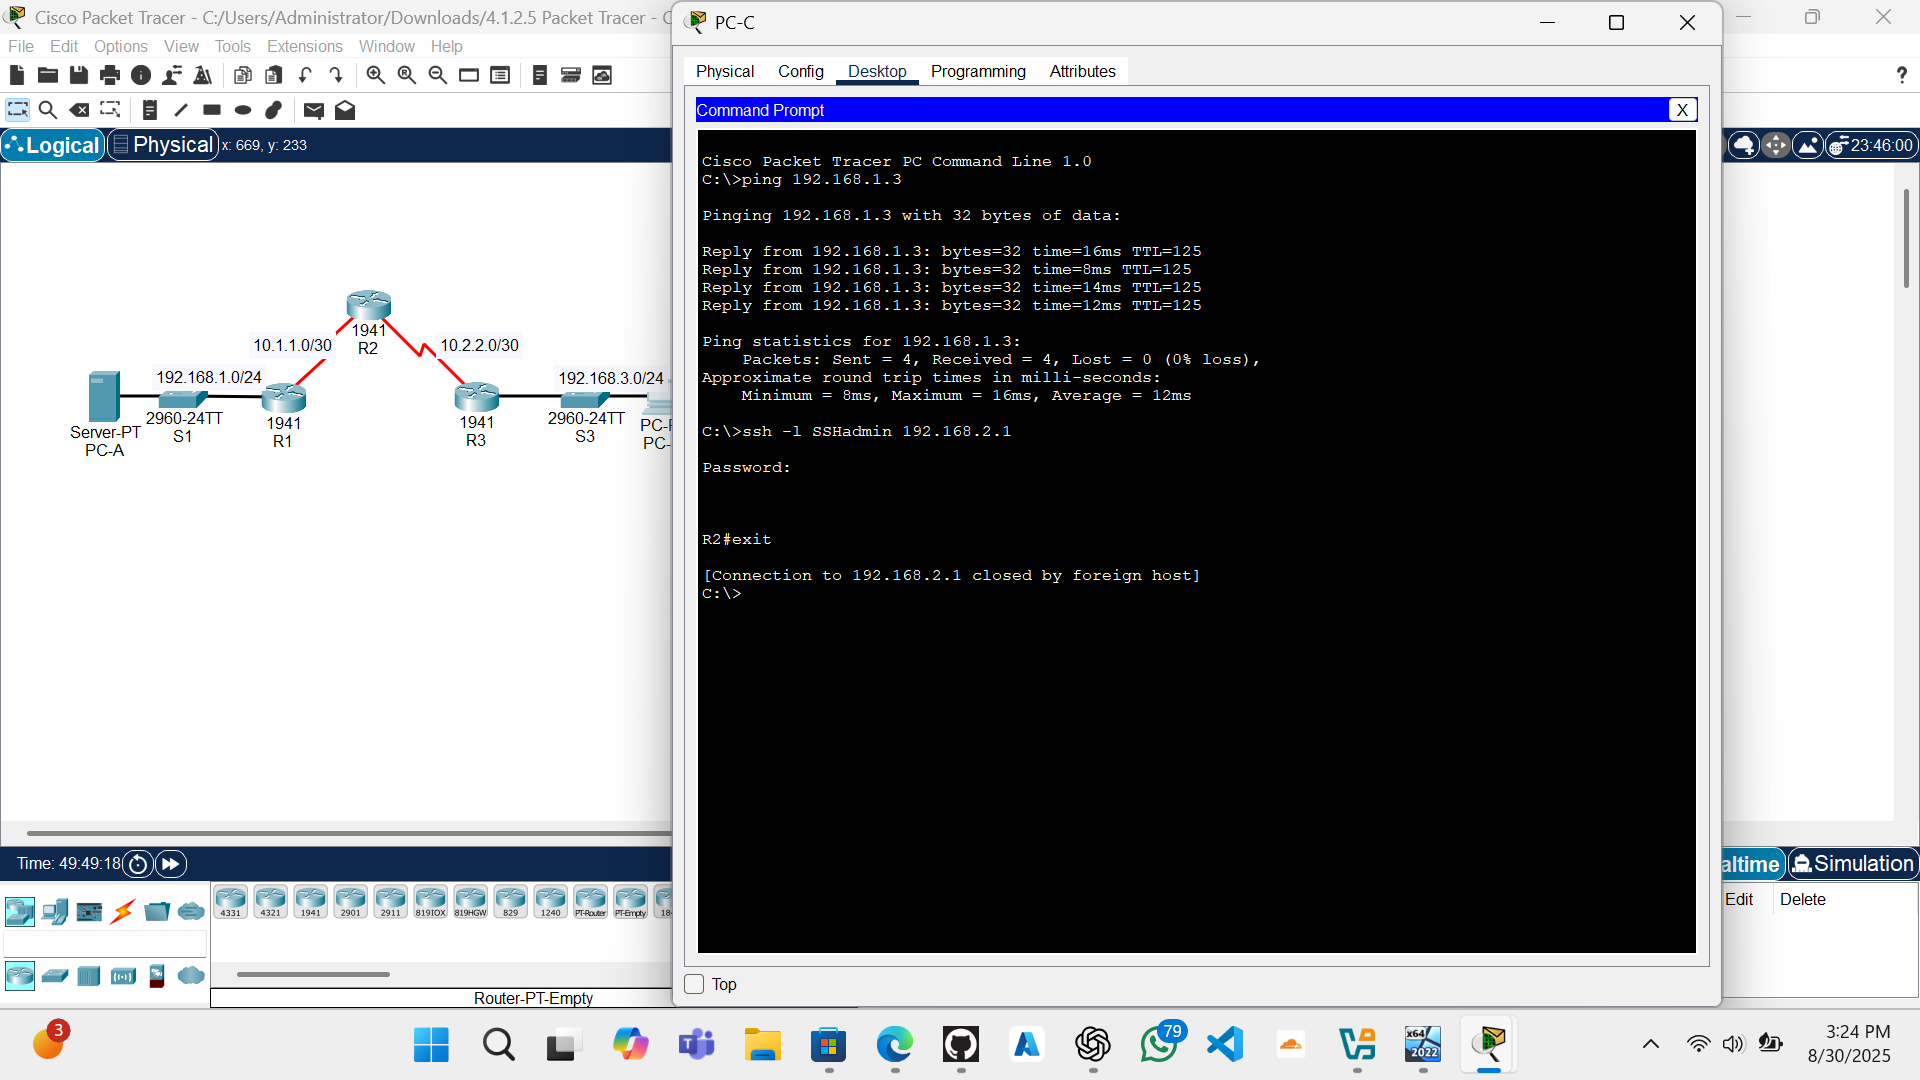 Cisco Packet Tracer - C:/Users/Administrator/Downloads/4.1.2.5 Packet Tracer - C
File Edit Options View Tools Extensions Window Help
Logical Physical x: 669, y: 233
23:46:00
1941
R2
10.1.1.0/30
10.2.2.0/30
192.168.1.0/24
192.168.3.0/24
Server-PT
PC-A
2960-24TT
S1
1941
R1
1941
R3
2960-24TT
S3
PC-
PC-
Time: 49:49:18
altime Simulation
4331 4321 1941 2901 2911 819IOX 819HGW 829 1240 PT-Router PT-Empty 18
Router-PT-Empty
Edit Delete
PC-C
Physical Config Desktop Programming Attributes
Command Prompt X
Cisco Packet Tracer PC Command Line 1.0
C:\>ping 192.168.1.3
Pinging 192.168.1.3 with 32 bytes of data:
Reply from 192.168.1.3: bytes=32 time=16ms TTL=125
Reply from 192.168.1.3: bytes=32 time=8ms TTL=125
Reply from 192.168.1.3: bytes=32 time=14ms TTL=125
Reply from 192.168.1.3: bytes=32 time=12ms TTL=125
Ping statistics for 192.168.1.3:
Packets: Sent = 4, Received = 4, Lost = 0 (0% loss),
Approximate round trip times in milli-seconds:
Minimum = 8ms, Maximum = 16ms, Average = 12ms
C:\>ssh -l SSHadmin 192.168.2.1
Password:
R2#exit
[Connection to 192.168.2.1 closed by foreign host]
C:\>
Top
3
79
x64
2022
3:24 PM
8/30/2025